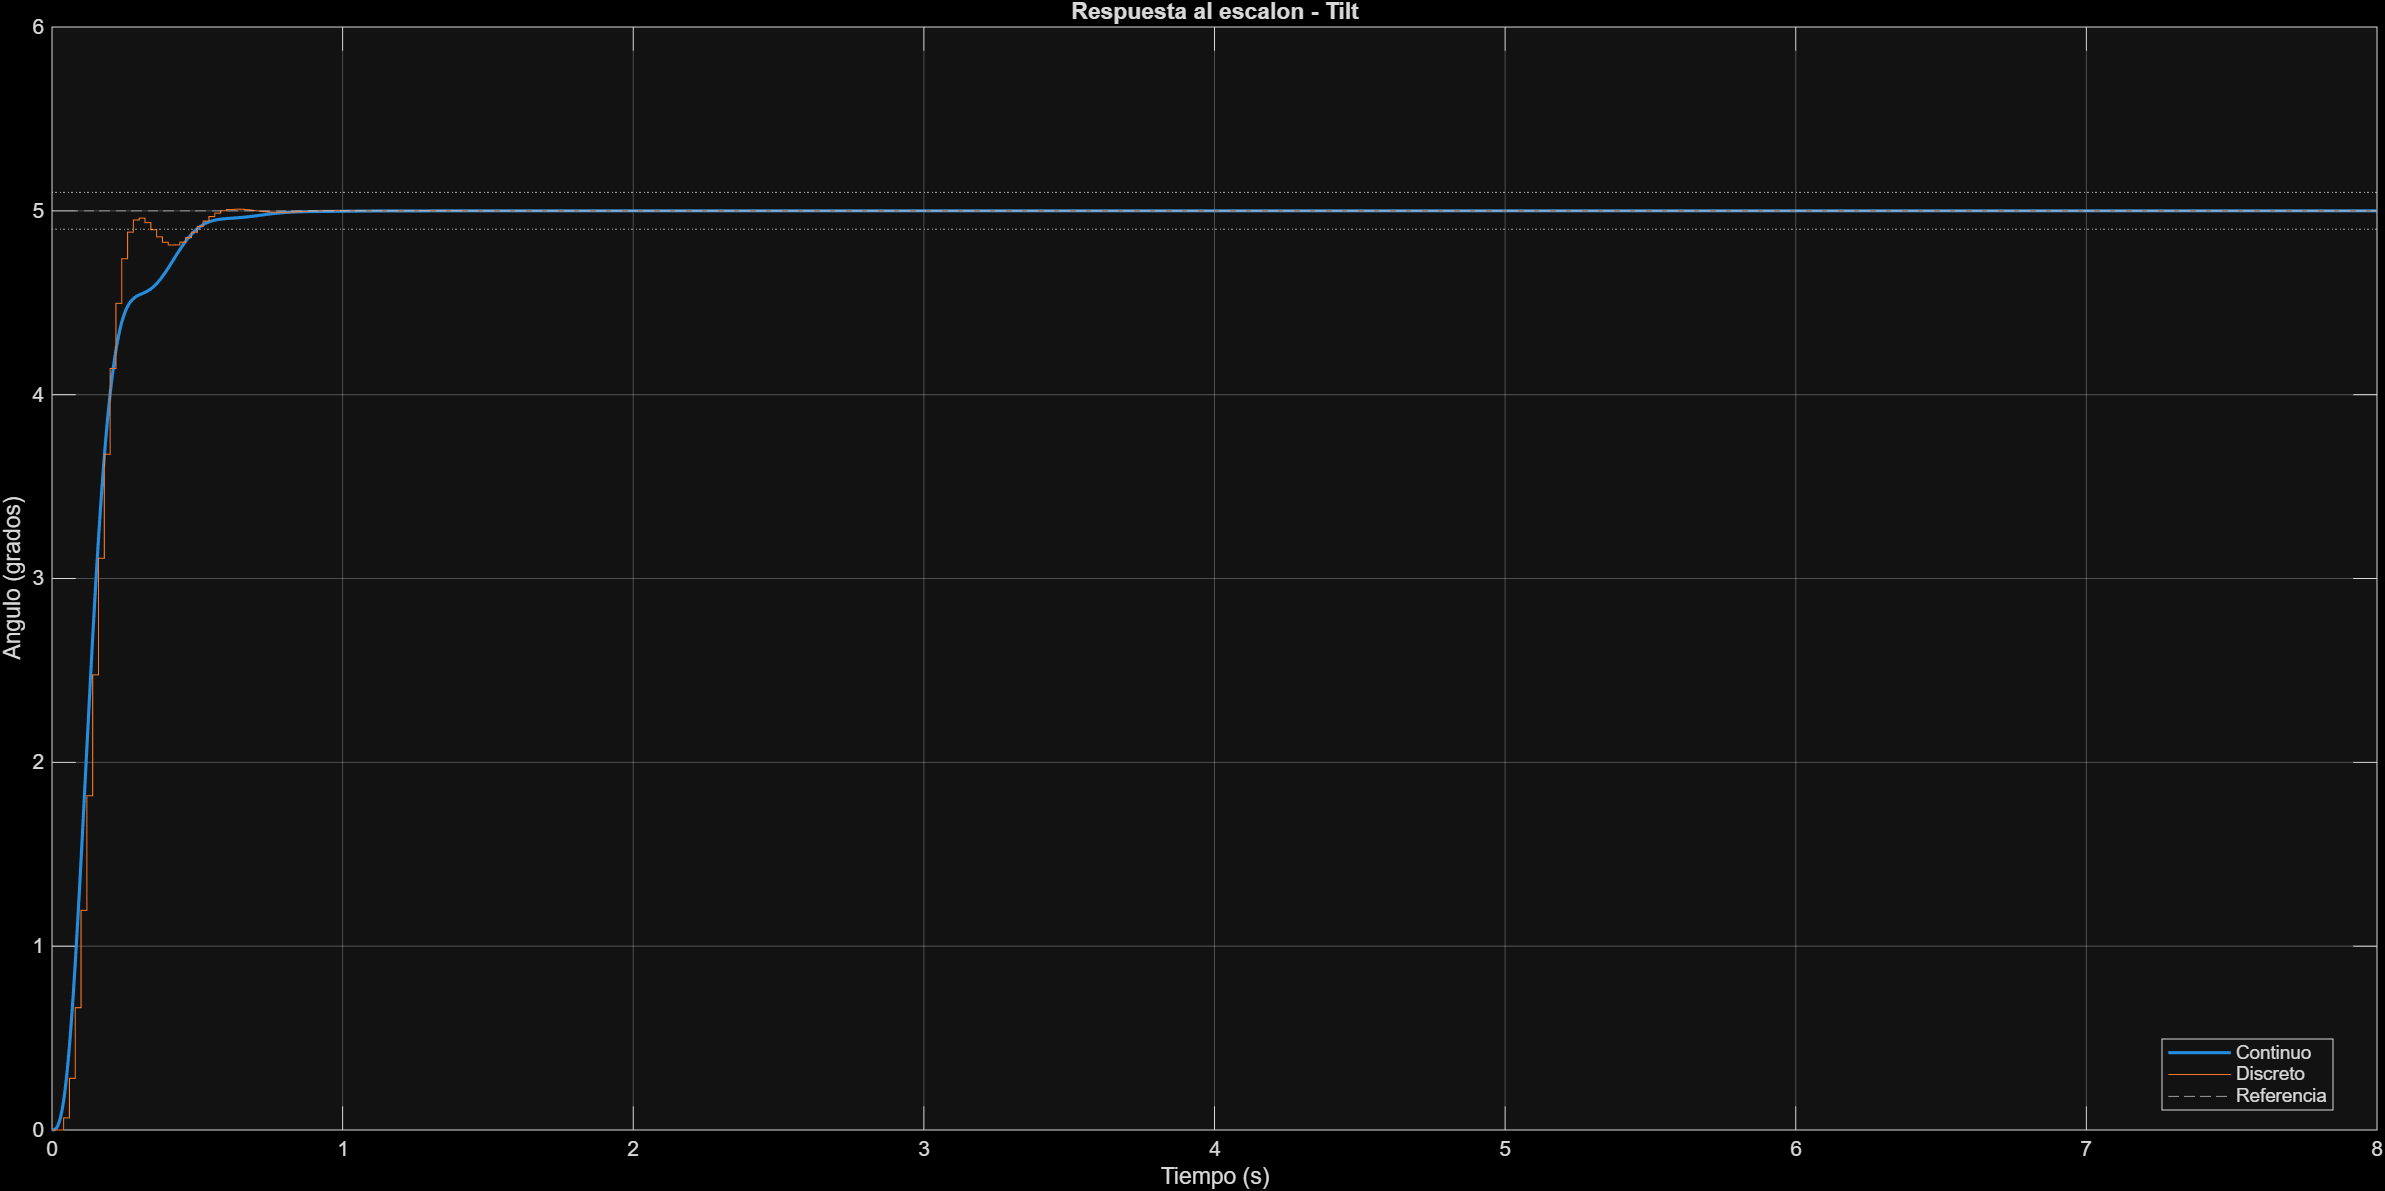 Respuesta al escalon - Tilt
6
5
4
3
2
1
0
Angulo (grados)
0 1 2 3 4 5 6 7 8
Tiempo (s)
Continuo
Discreto
Referencia